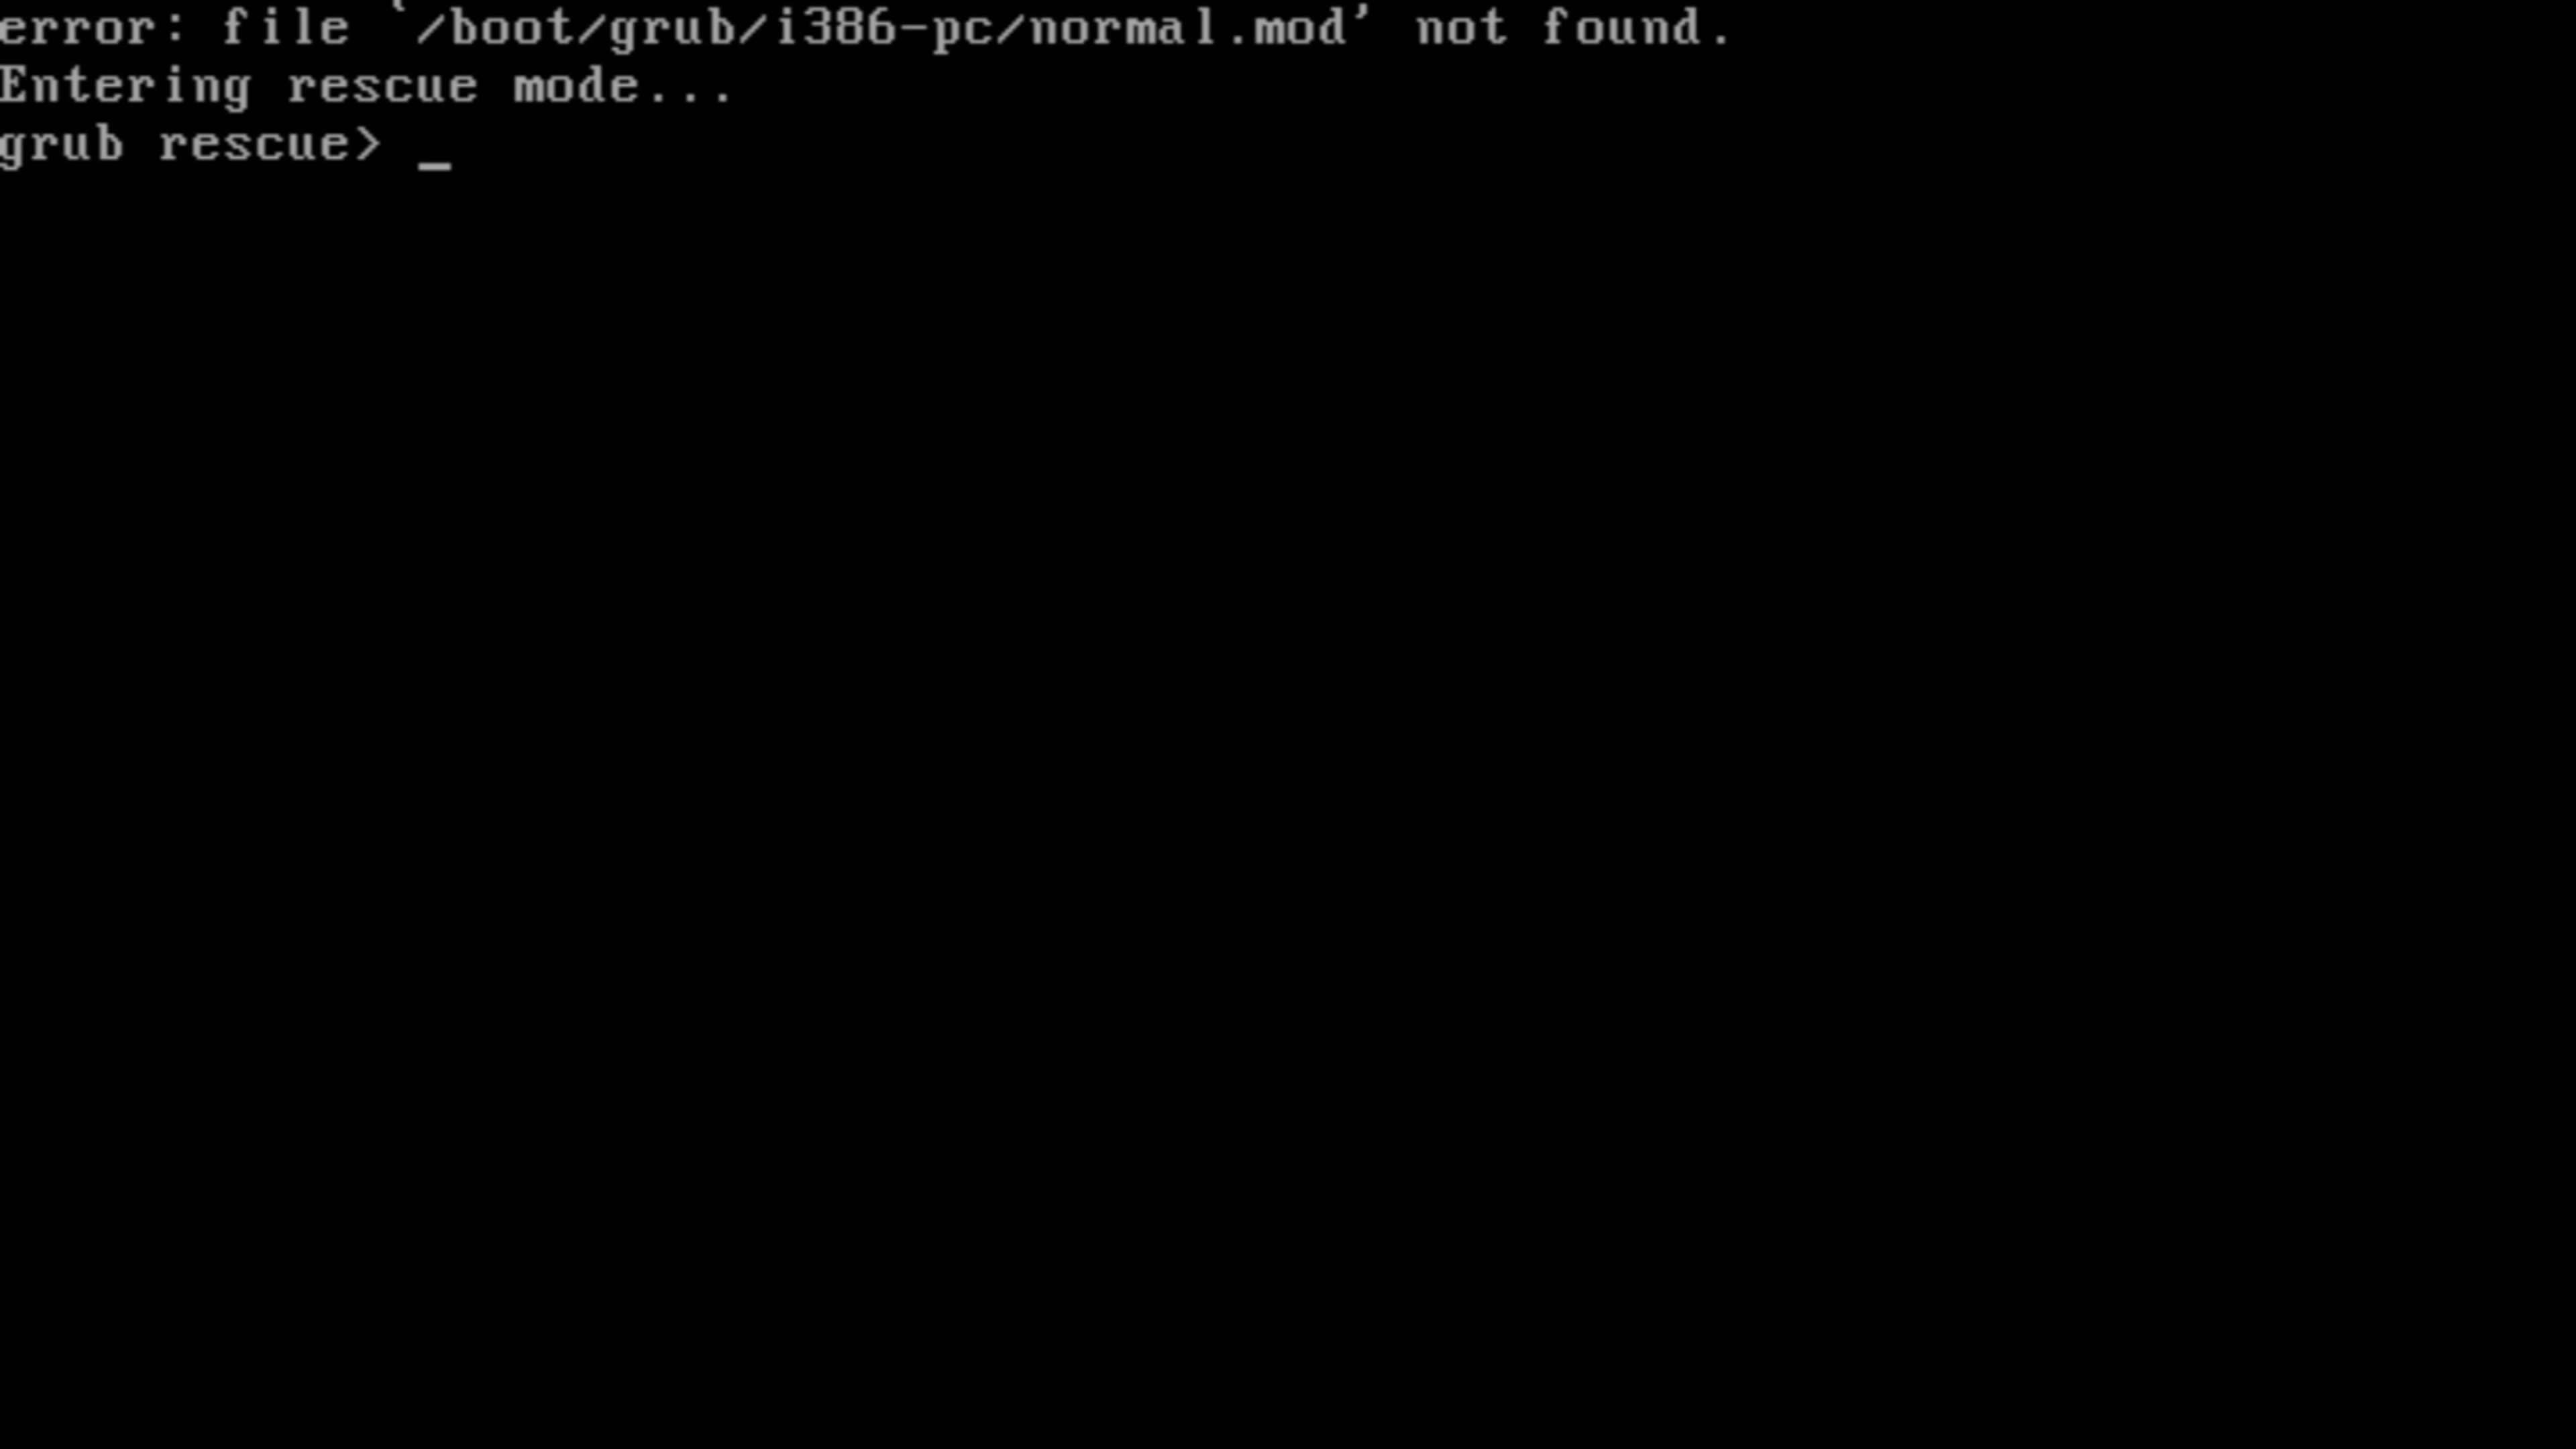 error: file `/boot/grub/i386-pc/normal.mod' not found.
Entering rescue mode...
grub rescue> _